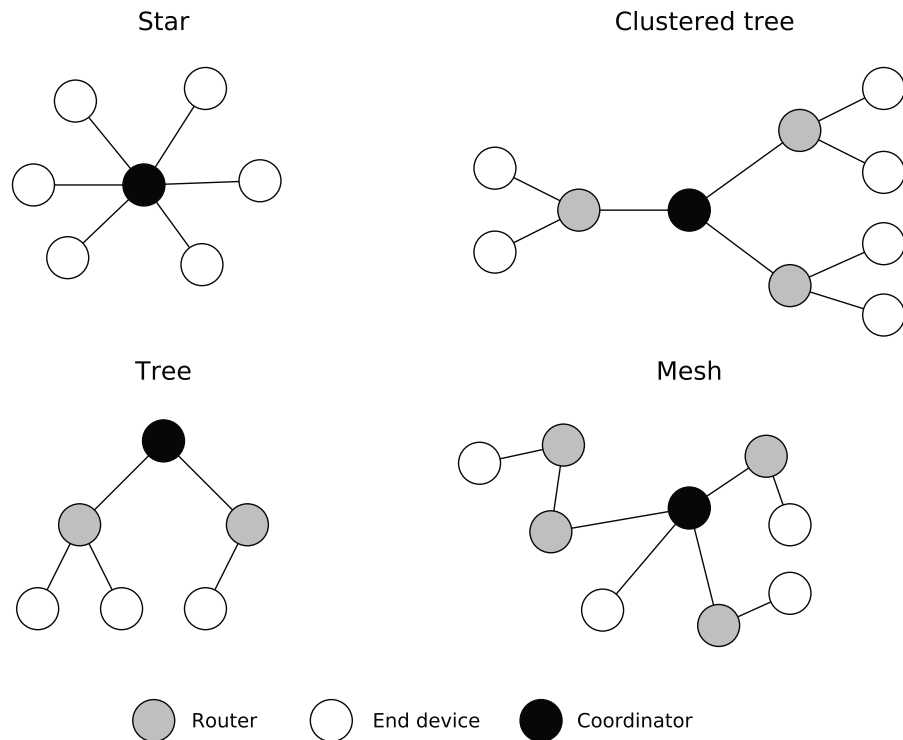 Star
Clustered tree
Tree
Mesh
Router
End device
Coordinator